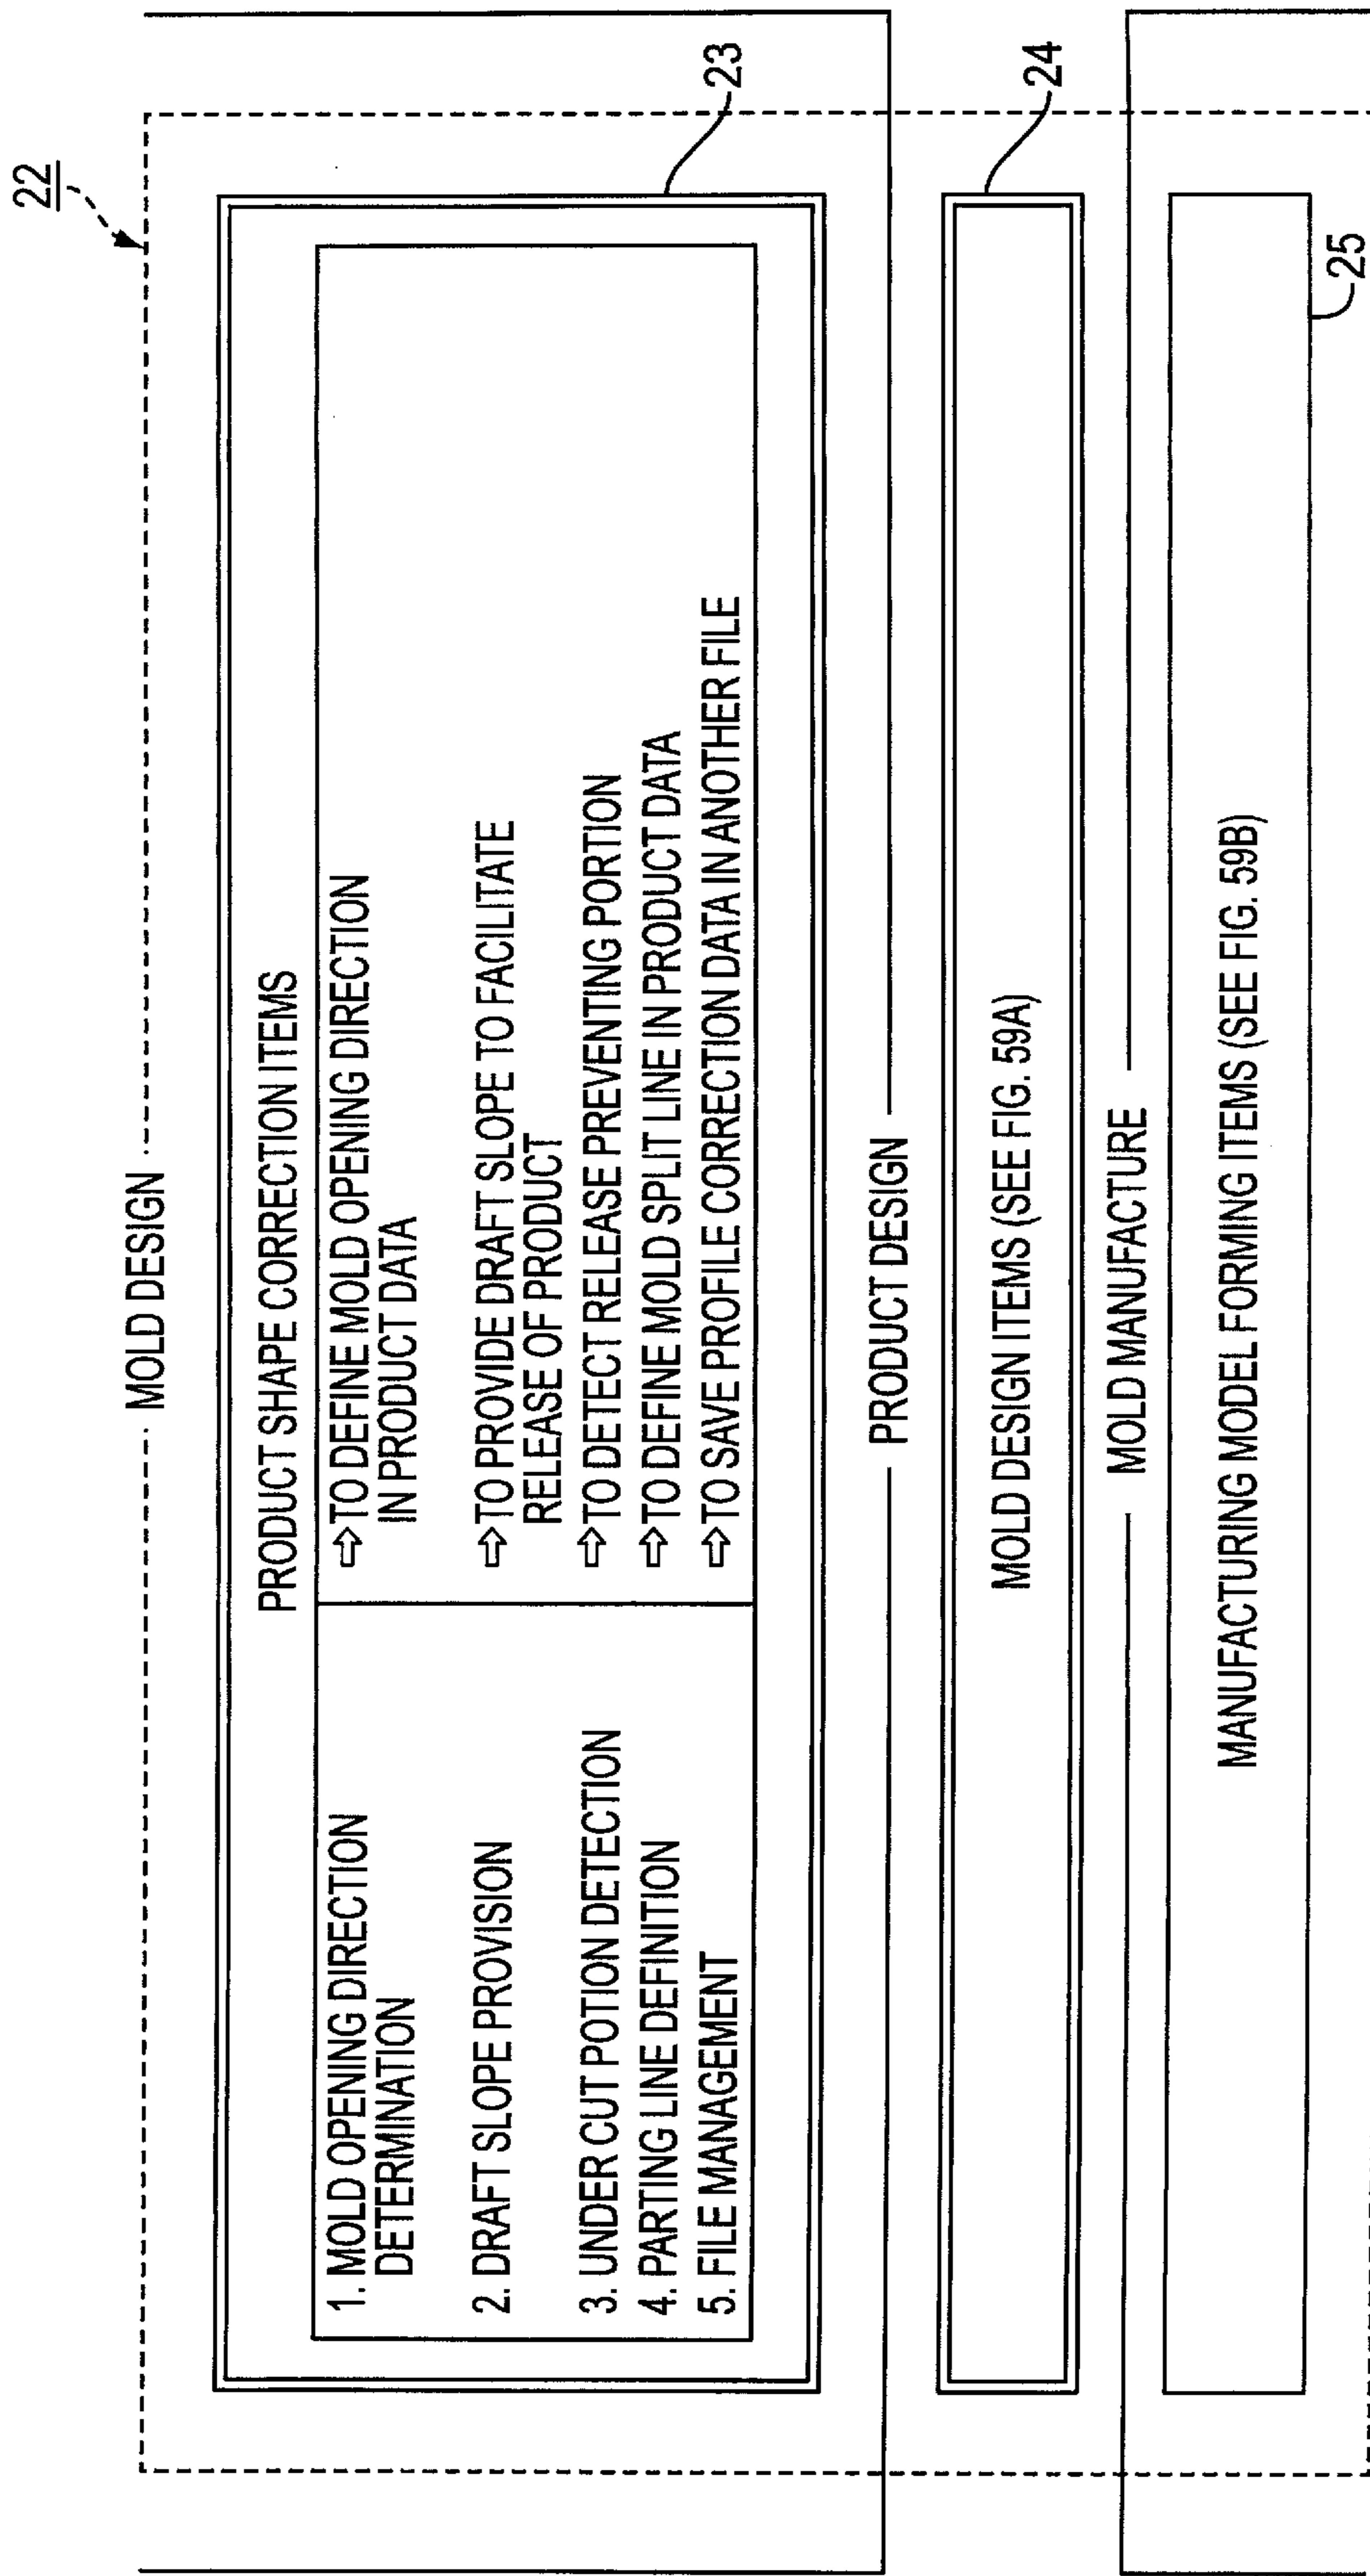 22
MOLD DESIGN
PRODUCT SHAPE CORRECTION ITEMS
1. MOLD OPENING DIRECTION
DETERMINATION
⇨TO DEFINE MOLD OPENING DIRECTION
IN PRODUCT DATA
2. DRAFT SLOPE PROVISION
⇨TO PROVIDE DRAFT SLOPE TO FACILITATE
RELEASE OF PRODUCT
3. UNDER CUT POTION DETECTION
⇨TO DETECT RELEASE PREVENTING PORTION
4. PARTING LINE DEFINITION
⇨TO DEFINE MOLD SPLIT LINE IN PRODUCT DATA
5. FILE MANAGEMENT
⇨TO SAVE PROFILE CORRECTION DATA IN ANOTHER FILE
23
PRODUCT DESIGN
MOLD DESIGN ITEMS (SEE FIG. 59A)
24
MOLD MANUFACTURE
MANUFACTURING MODEL FORMING ITEMS (SEE FIG. 59B)
25